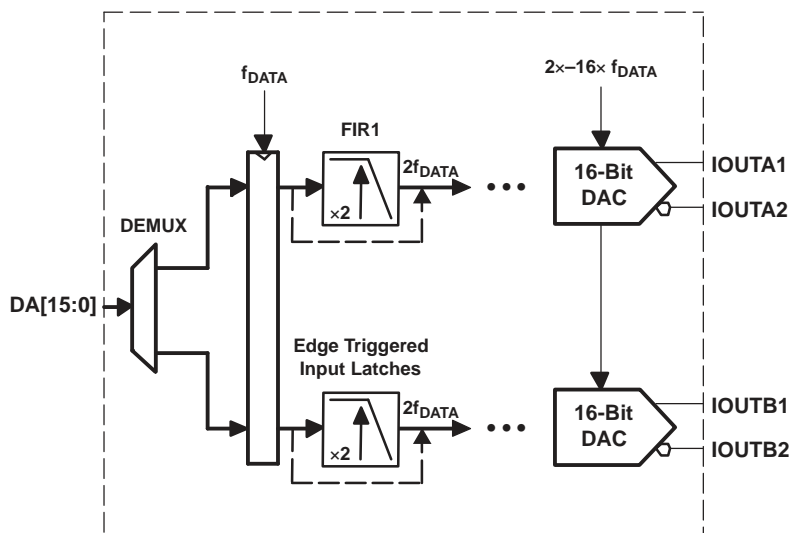 f_DATA
2×–16× f_DATA
FIR1
2f_DATA
×2
16-Bit
DAC
IOUTA1
IOUTA2
DEMUX
DA[15:0]
Edge Triggered
Input Latches
2f_DATA
×2
16-Bit
DAC
IOUTB1
IOUTB2